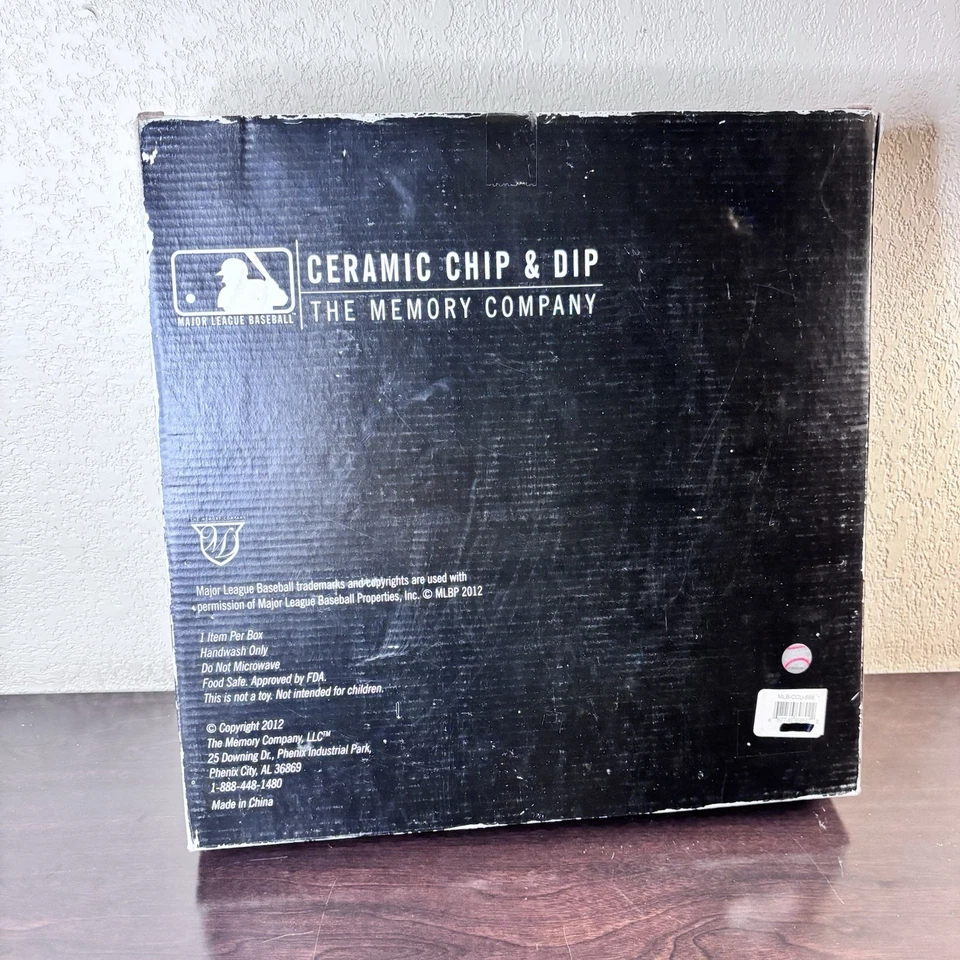 MAJOR LEAGUE BASEBALL
CERAMIC CHIP & DIP
THE MEMORY COMPANY
Major League Baseball trademarks and copyrights are used with
permission of Major League Baseball Properties, Inc. © MLBP 2012
1 Item Per Box
Handwash Only
Do Not Microwave
Food Safe. Approved by FDA.
This is not a toy. Not intended for children.
© Copyright 2012
The Memory Company, LLC™
25 Downing Dr., Phenix Industrial Park,
Phenix City, AL 36869
1-888-448-1480
Made in China